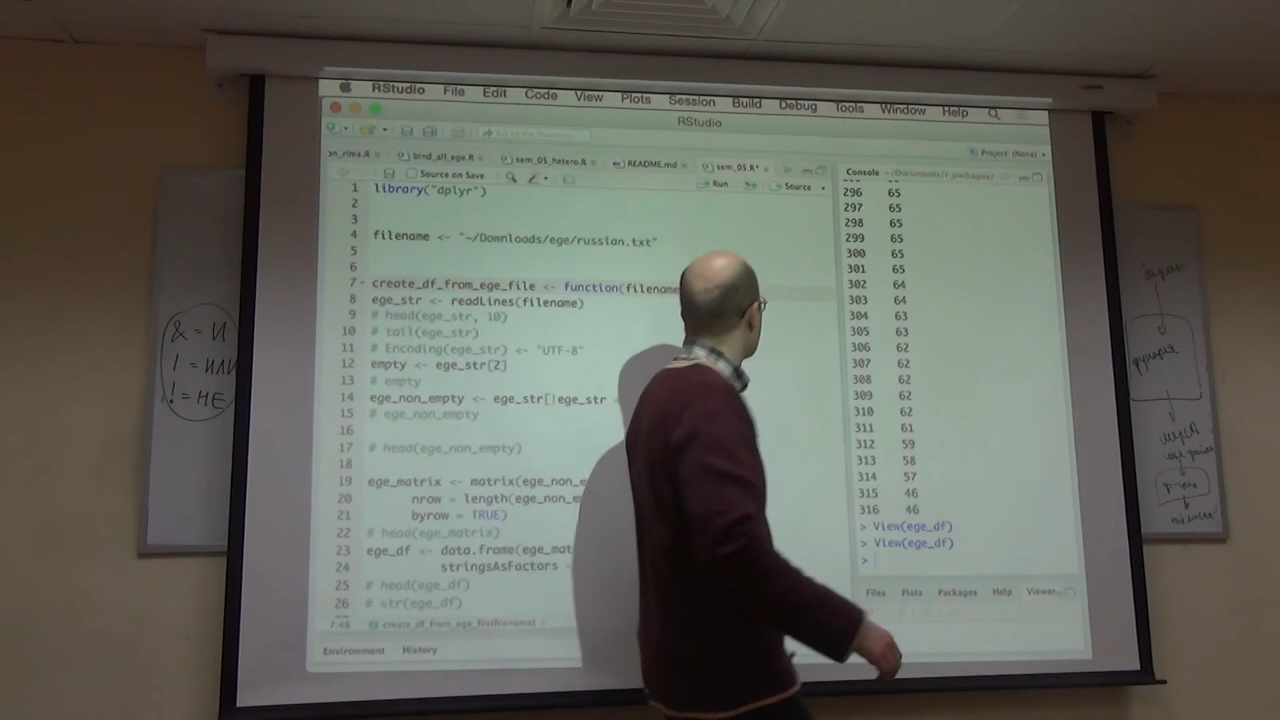 RStudio File Edit Code View Plots Session Build Debug Tools Window Help
RStudio
Project: (None)
bind_all_ege.R sem_05_hetero.R README.md sem_05.R*
Source on Save Run Source
1 library("dplyr")
2
3
4 filename <- "~/Downloads/ege/russian.txt"
5
6
7 create_df_from_ege_file <- function(filename
8 ege_str <- readLines(filename)
9 # head(ege_str, 10)
10 # tail(ege_str)
11 # Encoding(ege_str) <- "UTF-8"
12 empty <- ege_str[2]
13 # empty
14 ege_non_empty <- ege_str[!ege_str
15 # ege_non_empty
16
17 # head(ege_non_empty)
18
19 ege_matrix <- matrix(ege_non_e
20 nrow = length(ege_non_e
21 byrow = TRUE)
22 # head(ege_matrix)
23 ege_df <- data.frame(ege_mat
24 stringsAsFactors
25 # head(ege_df)
26 # str(ege_df)
7:48 create_df_from_ege_file(filename)
Environment History
Console ~/Documents/r_packages/
296 65
297 65
298 65
299 65
300 65
301 65
302 64
303 64
304 63
305 63
306 62
307 62
308 62
309 62
310 62
311 61
312 59
313 58
314 57
315 46
316 46
> View(ege_df)
> View(ege_df)
>
Files Plots Packages Help Viewer
& = И
| = ИЛИ
! = НЕ
функция